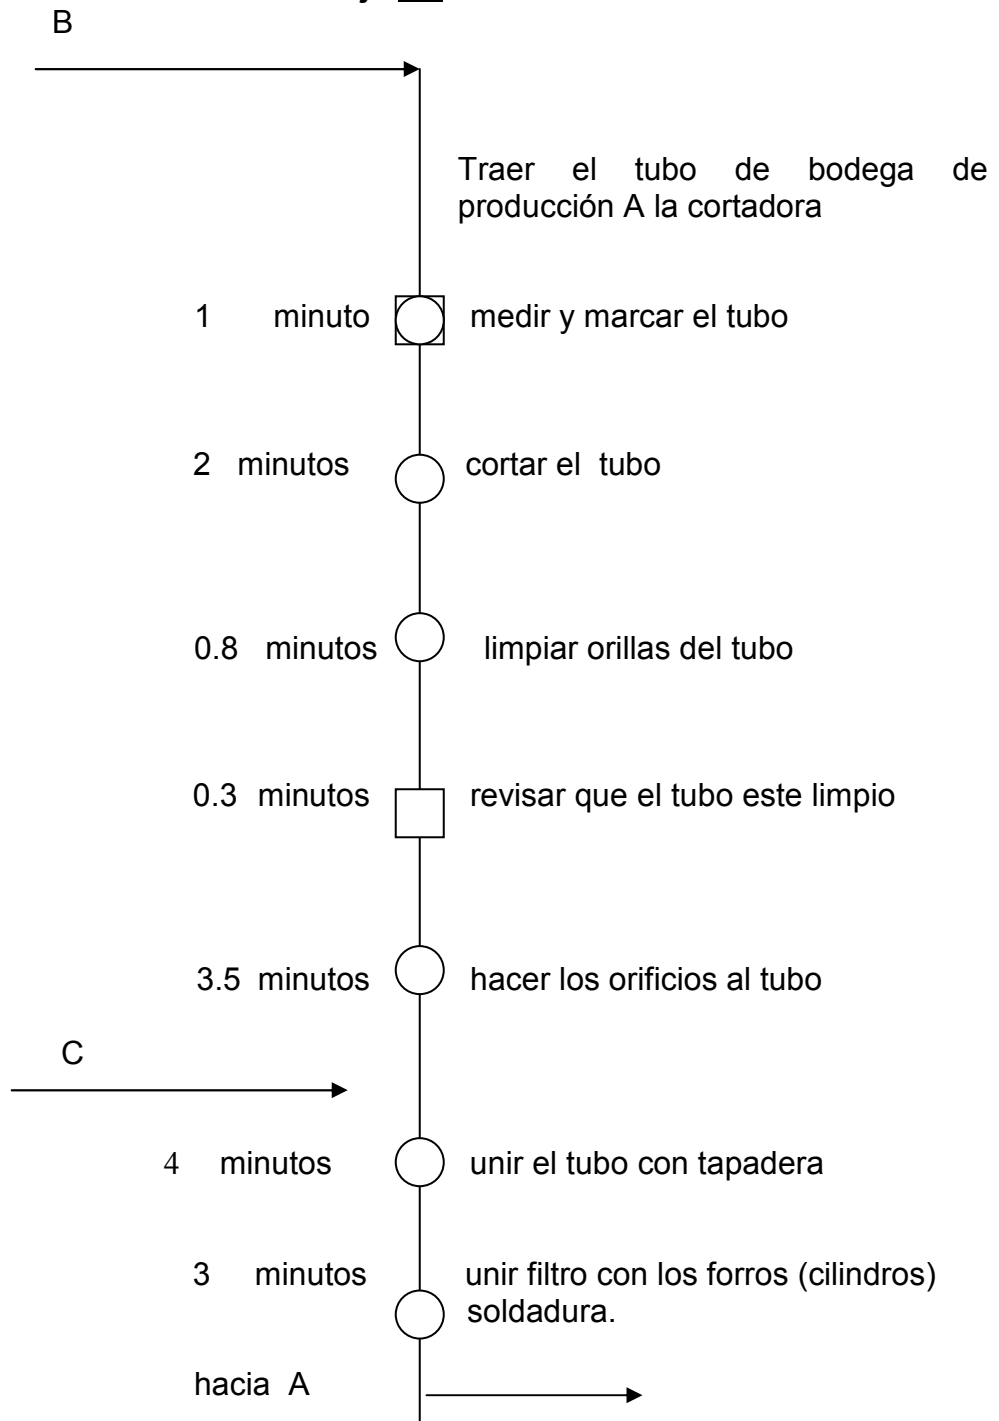 B
Traer el tubo de bodega de
producción A la cortadora
1 minuto medir y marcar el tubo
2 minutos cortar el tubo
0.8 minutos limpiar orillas del tubo
0.3 minutos revisar que el tubo este limpio
3.5 minutos hacer los orificios al tubo
C
4 minutos unir el tubo con tapadera
3 minutos unir filtro con los forros (cilindros)
soldadura.
hacia A